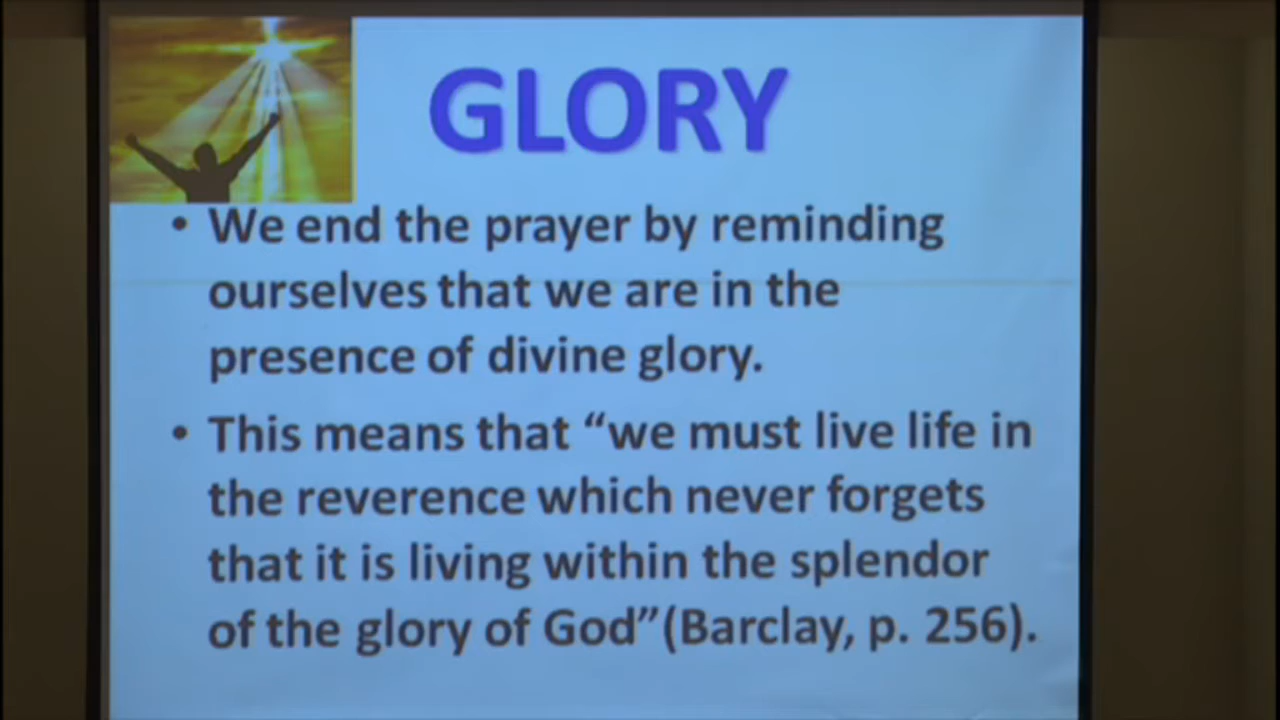 GLORY
• We end the prayer by reminding
ourselves that we are in the
presence of divine glory.
• This means that “we must live life in
the reverence which never forgets
that it is living within the splendor
of the glory of God”(Barclay, p. 256).